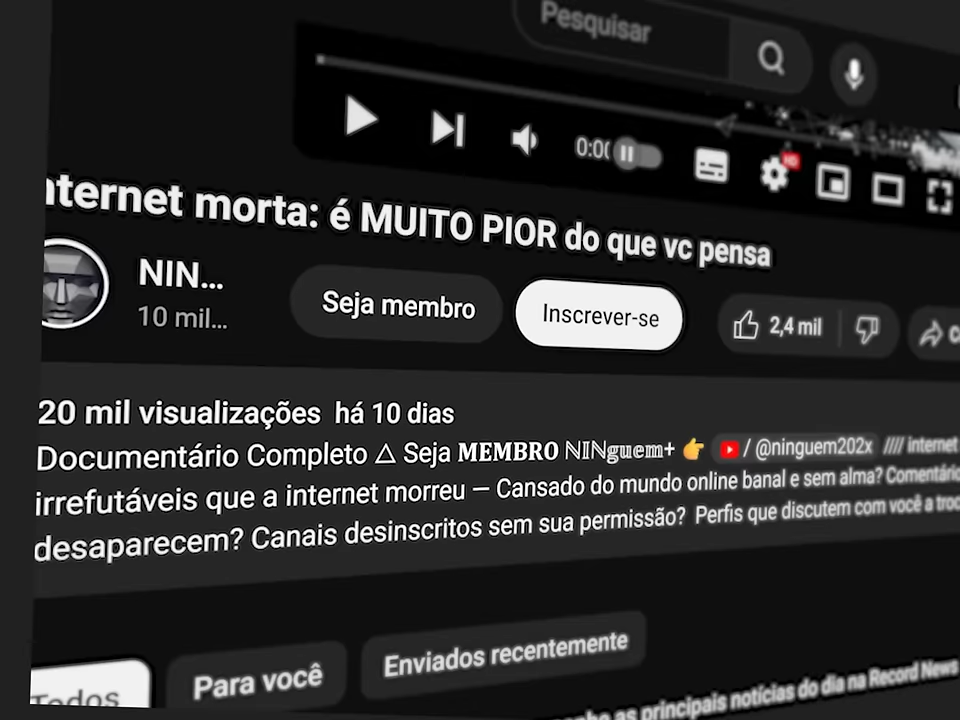 Pesquisar
0:00
HD
nternet morta: é MUITO PIOR do que vc pensa
NIN...
10 mil...
Seja membro
Inscrever-se
2,4 mil
20 mil visualizações há 10 dias
Documentário Completo △ Seja 𝐌𝐄𝐌𝐁𝐑𝐎 ℕ𝕀ℕ𝕘𝕦𝕖𝕞+ 👉 / @ninguem202x //// internet
irrefutáveis que a internet morreu — Cansado do mundo online banal e sem alma? Comentário
desaparecem? Canais desinscritos sem sua permissão? Perfis que discutem com você a troc
Todos
Para você
Enviados recentemente
as principais notícias do dia na Record News